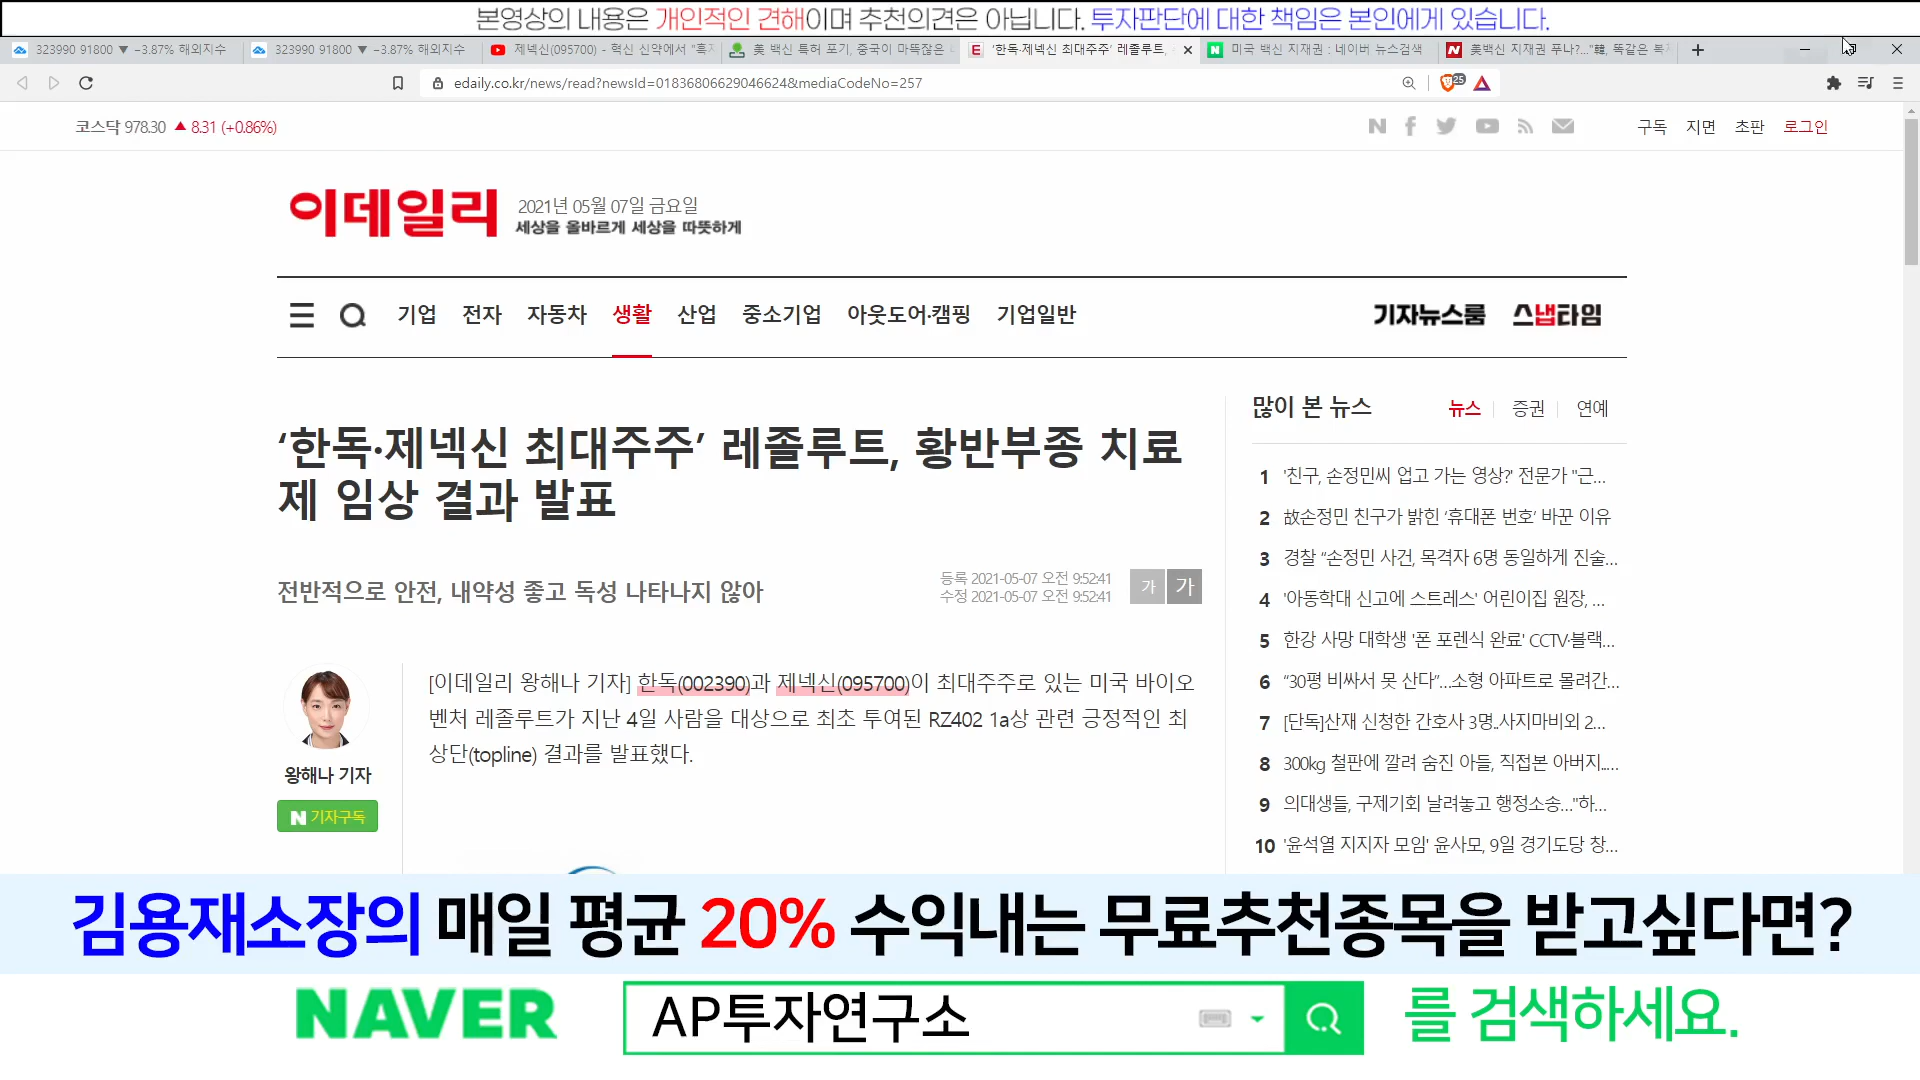 본영상의 내용은 개인적인 견해이며 추천의견은 아닙니다. 투자판단에 대한 책임은 본인에게 있습니다.
323990 91800 ▼ -3.87% 해외지수
323990 91800 ▼ -3.87% 해외지수
제넥신(095700) - 혁신 신약에서 "흑자
美 백신 특허 포기, 중국이 마뜩잖은
'한독·제넥신 최대주주' 레졸루트,
미국 백신 지재권 : 네이버 뉴스검색
美백신 지재권 푸나?..."韓, 똑같은 복제
edaily.co.kr/news/read?newsId=01836806629046624&mediaCodeNo=257
25
코스닥 978.30 ▲ 8.31 (+0.86%)
구독 지면 초판 로그인
이데일리
2021년 05월 07일 금요일
세상을 올바르게 세상을 따뜻하게
기업 전자 자동차 생활 산업 중소기업 아웃도어·캠핑 기업일반
기자뉴스룸 스냅타임
‘한독·제넥신 최대주주’ 레졸루트, 황반부종 치료
제 임상 결과 발표
전반적으로 안전, 내약성 좋고 독성 나타나지 않아
등록 2021-05-07 오전 9:52:41
수정 2021-05-07 오전 9:52:41
가 가
왕해나 기자
N 기자구독
[이데일리 왕해나 기자] 한독(002390)과 제넥신(095700)이 최대주주로 있는 미국 바이오
벤처 레졸루트가 지난 4일 사람을 대상으로 최초 투여된 RZ402 1a상 관련 긍정적인 최
상단(topline) 결과를 발표했다.
많이 본 뉴스
뉴스 증권 연예
1 '친구, 손정민씨 업고 가는 영상?' 전문가 "근...
2 故손정민 친구가 밝힌 ‘휴대폰 번호’ 바꾼 이유
3 경찰 “손정민 사건, 목격자 6명 동일하게 진술...
4 '아동학대 신고에 스트레스' 어린이집 원장, ...
5 한강 사망 대학생 '폰 포렌식 완료' CCTV·블랙...
6 “30평 비싸서 못 산다”...소형 아파트로 몰려간...
7 [단독]산재 신청한 간호사 3명..사지마비외 2...
8 300kg 철판에 깔려 숨진 아들, 직접본 아버지.....
9 의대생들, 구제기회 날려놓고 행정소송..."하...
10 '윤석열 지지자 모임' 윤사모, 9일 경기도당 창...
김용재소장의 매일 평균 20% 수익내는 무료추천종목을 받고싶다면?
NAVER AP투자연구소 를 검색하세요.